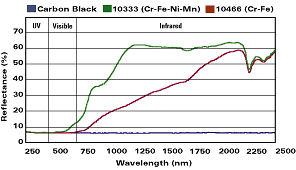 Carbon Black 10333 (Cr-Fe-Ni-Mn) 10466 (Cr-Fe)
UV Visible Infrared
70
60
50
40
30
20
10
0
Reflectance (%)
250 500 750 1000 1250 1500 1750 2000 2250 2500
Wavelength (nm)